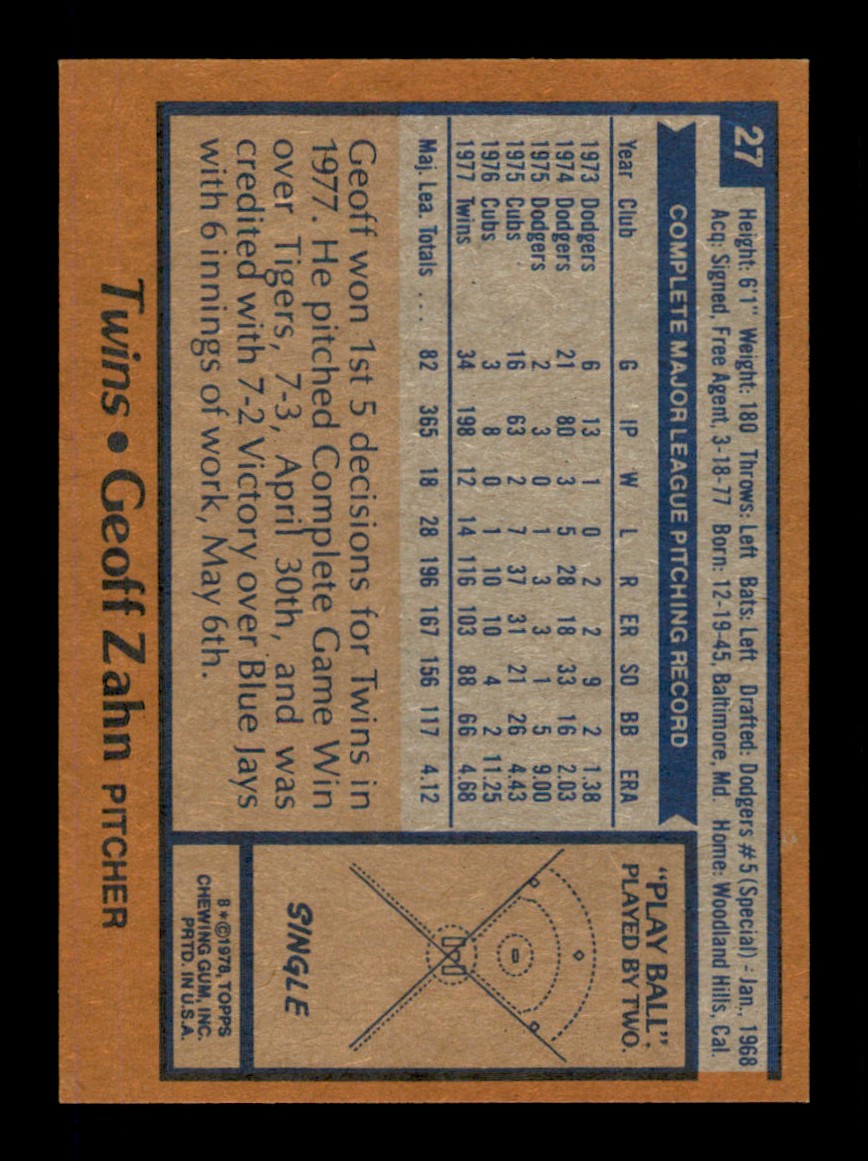 27
Height: 6'1" Weight: 180 Throws: Left Bats: Left Drafted: Dodgers #5 (Special) - Jan., 1968
Acq: Signed, Free Agent, 3-18-77 Born: 12-19-45, Baltimore, Md. Home: Woodland Hills, Cal.
COMPLETE MAJOR LEAGUE PITCHING RECORD
Year Club G IP W L R ER SO BB ERA
1973 Dodgers 6 13 1 0 2 2 9 2 1.38
1974 Dodgers 21 80 3 5 28 18 33 16 2.03
1975 Dodgers 2 3 0 1 3 3 1 5 9.00
1975 Cubs 16 63 2 7 37 31 21 26 4.43
1976 Cubs 3 8 0 1 10 10 4 2 11.25
1977 Twins 34 198 12 14 116 103 88 66 4.68
Maj. Lea. Totals ... 82 365 18 28 196 167 156 117 4.12
Geoff won 1st 5 decisions for Twins in
1977. He pitched Complete Game Win
over Tigers, 7-3, April 30th, and was
credited with 7-2 Victory over Blue Jays
with 6 innings of work, May 6th.
"PLAY BALL"
PLAYED BY TWO.
SINGLE
8*©1978, TOPPS
CHEWING GUM, INC.
PRTD. IN U.S.A.
Twins • Geoff Zahn PITCHER